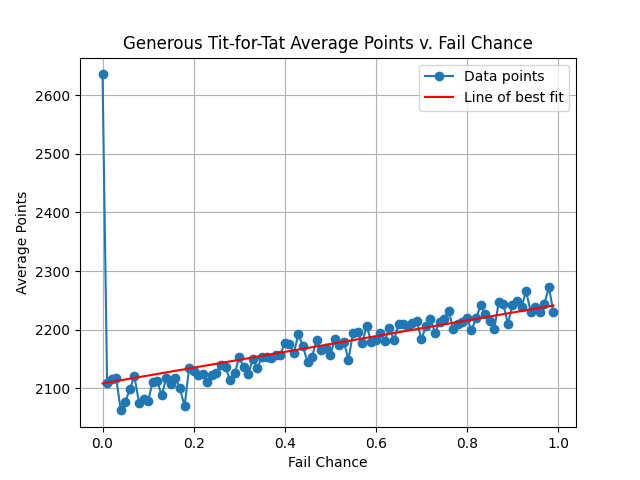 Generous Tit-for-Tat Average Points v. Fail Chance
Data points
Line of best fit
Average Points
2600
2500
2400
2300
2200
2100
0.0 0.2 0.4 0.6 0.8 1.0
Fail Chance